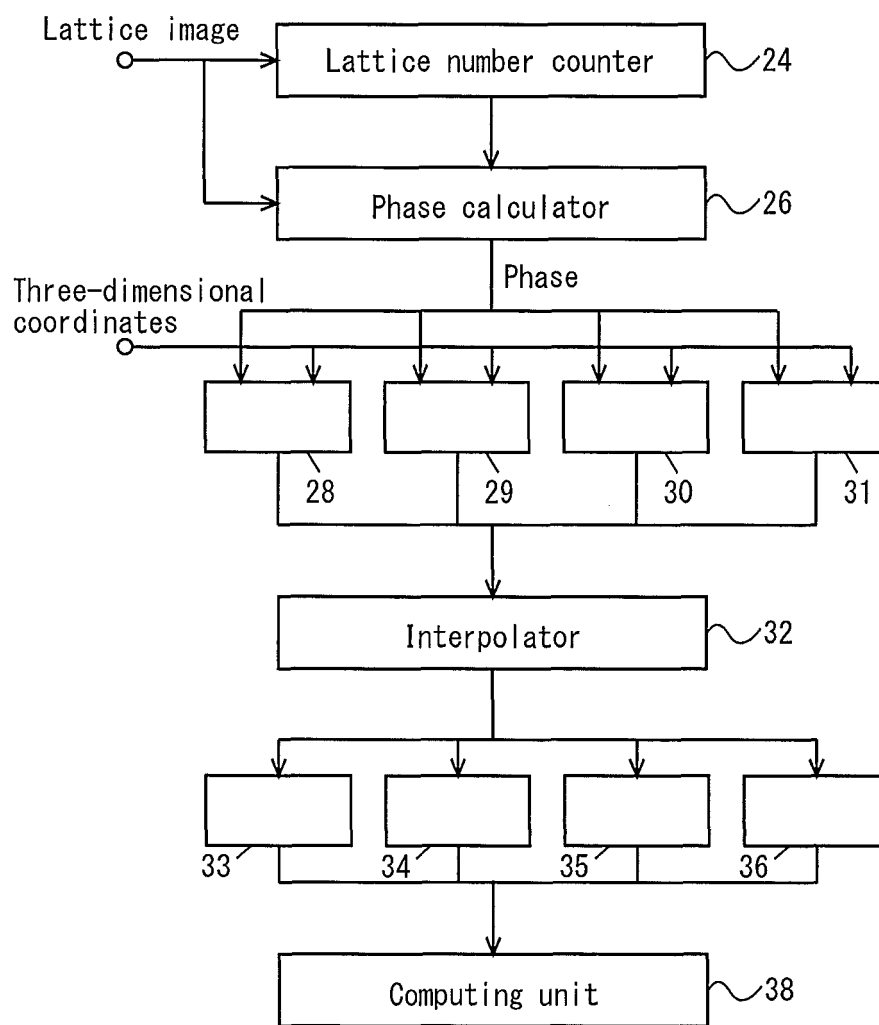 Lattice image
Lattice number counter
24
Phase calculator
26
Phase
Three-dimensional
coordinates
28
29
30
31
Interpolator
32
33
34
35
36
Computing unit
38